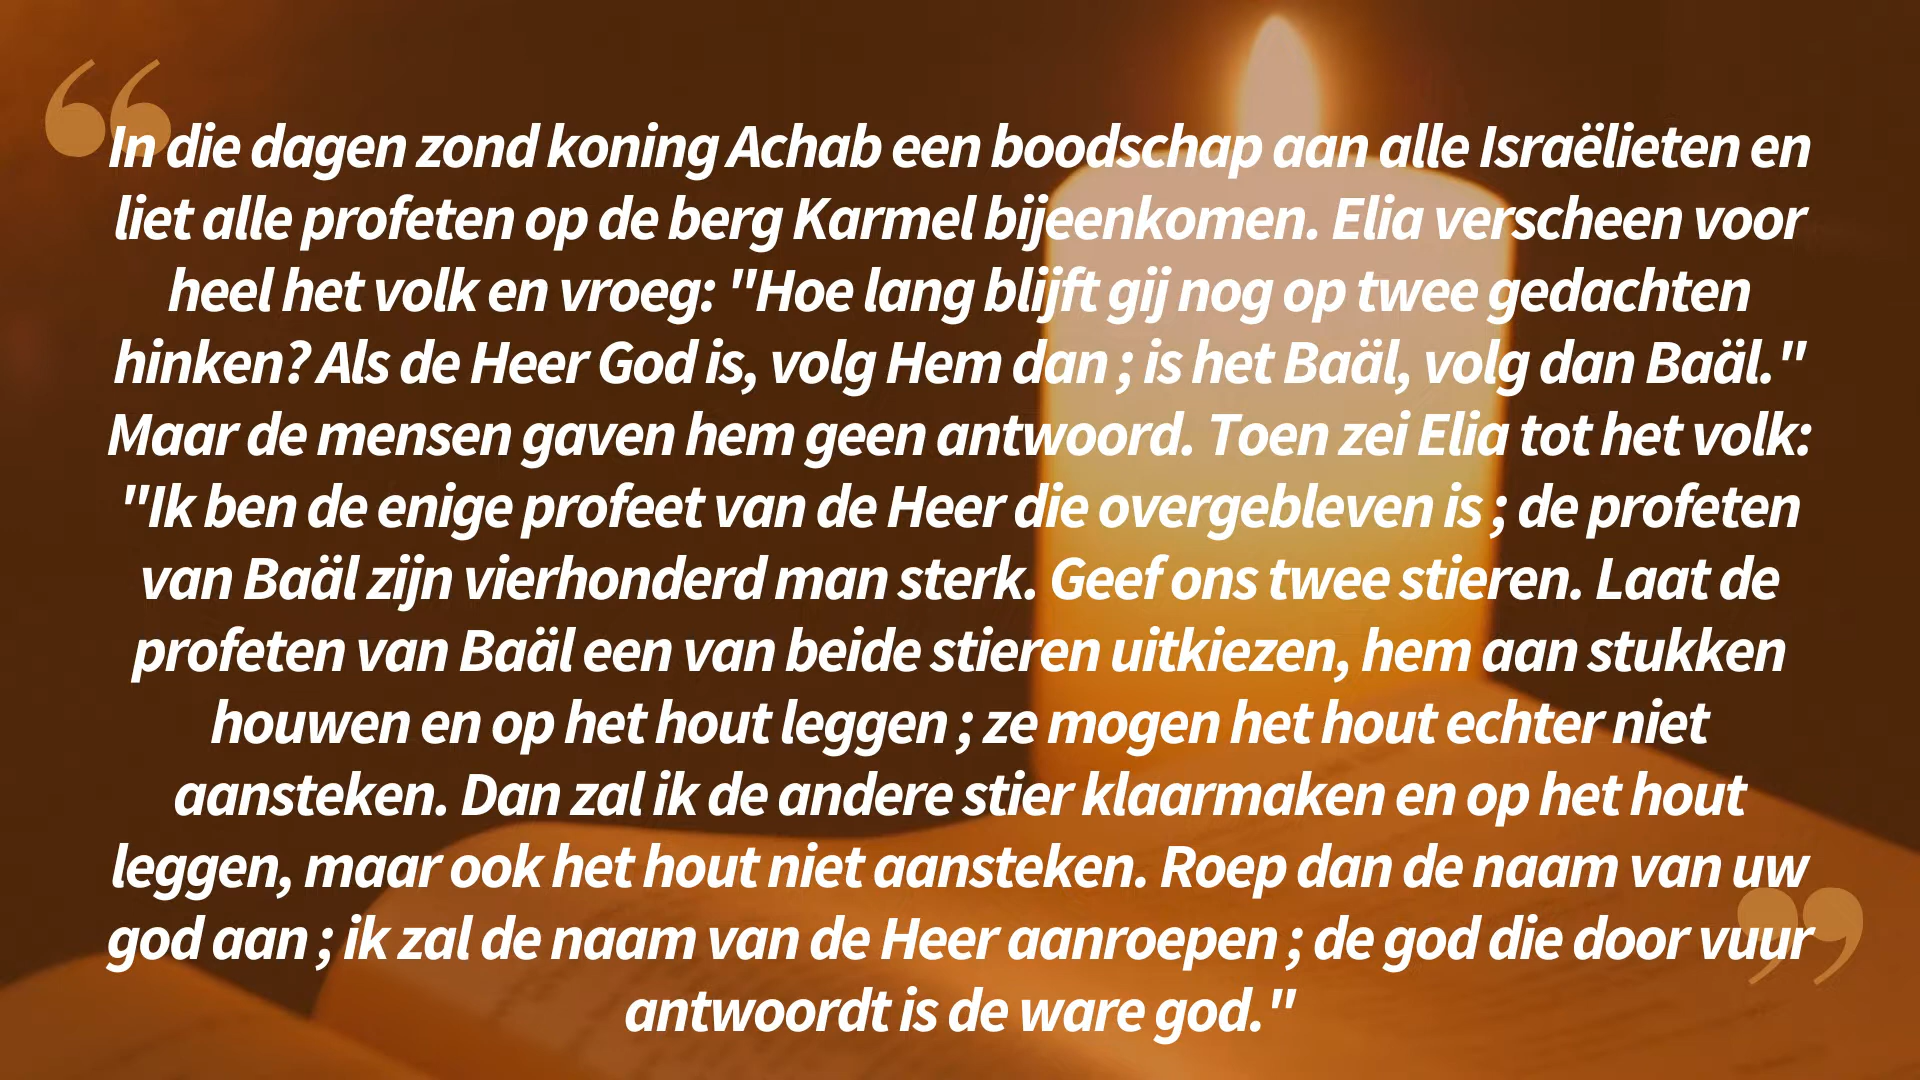 In die dagen zond koning Achab een boodschap aan alle Israëlieten en
liet alle profeten op de berg Karmel bijeenkomen. Elia verscheen voor
heel het volk en vroeg: "Hoe lang blijft gij nog op twee gedachten
hinken? Als de Heer God is, volg Hem dan ; is het Baäl, volg dan Baäl."
Maar de mensen gaven hem geen antwoord. Toen zei Elia tot het volk:
"Ik ben de enige profeet van de Heer die overgebleven is ; de profeten
van Baäl zijn vierhonderd man sterk. Geef ons twee stieren. Laat de
profeten van Baäl een van beide stieren uitkiezen, hem aan stukken
houwen en op het hout leggen ; ze mogen het hout echter niet
aansteken. Dan zal ik de andere stier klaarmaken en op het hout
leggen, maar ook het hout niet aansteken. Roep dan de naam van uw
god aan ; ik zal de naam van de Heer aanroepen ; de god die door vuur
antwoordt is de ware god."